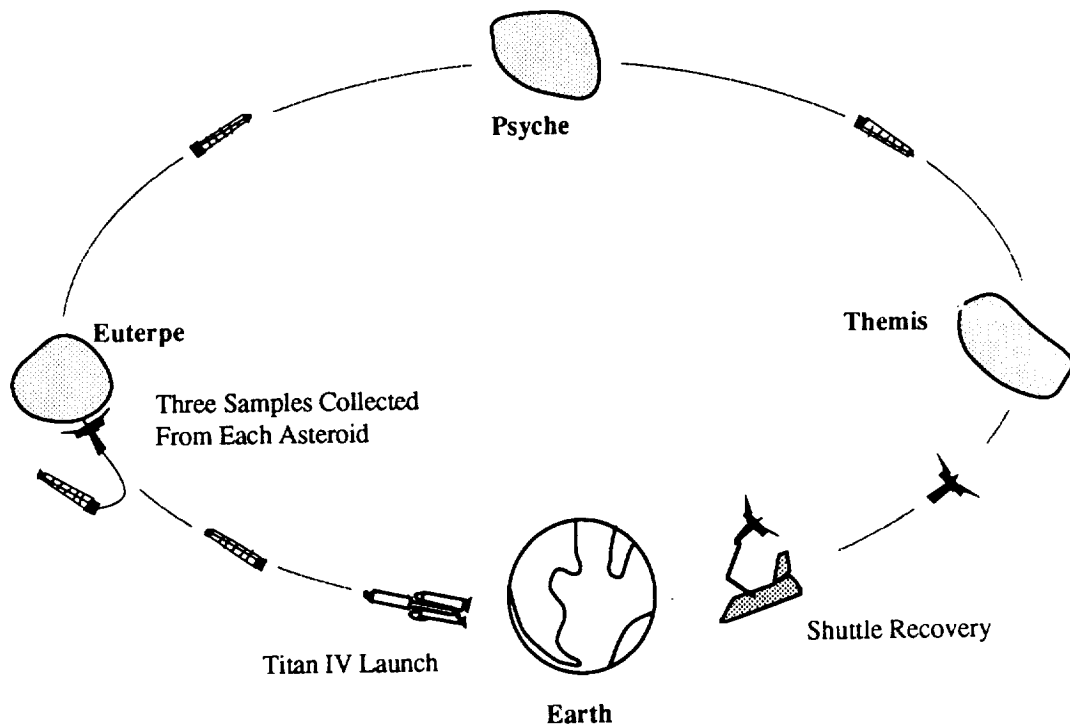 Psyche
Euterpe
Themis
Three Samples Collected
From Each Asteroid
Shuttle Recovery
Titan IV Launch
Earth